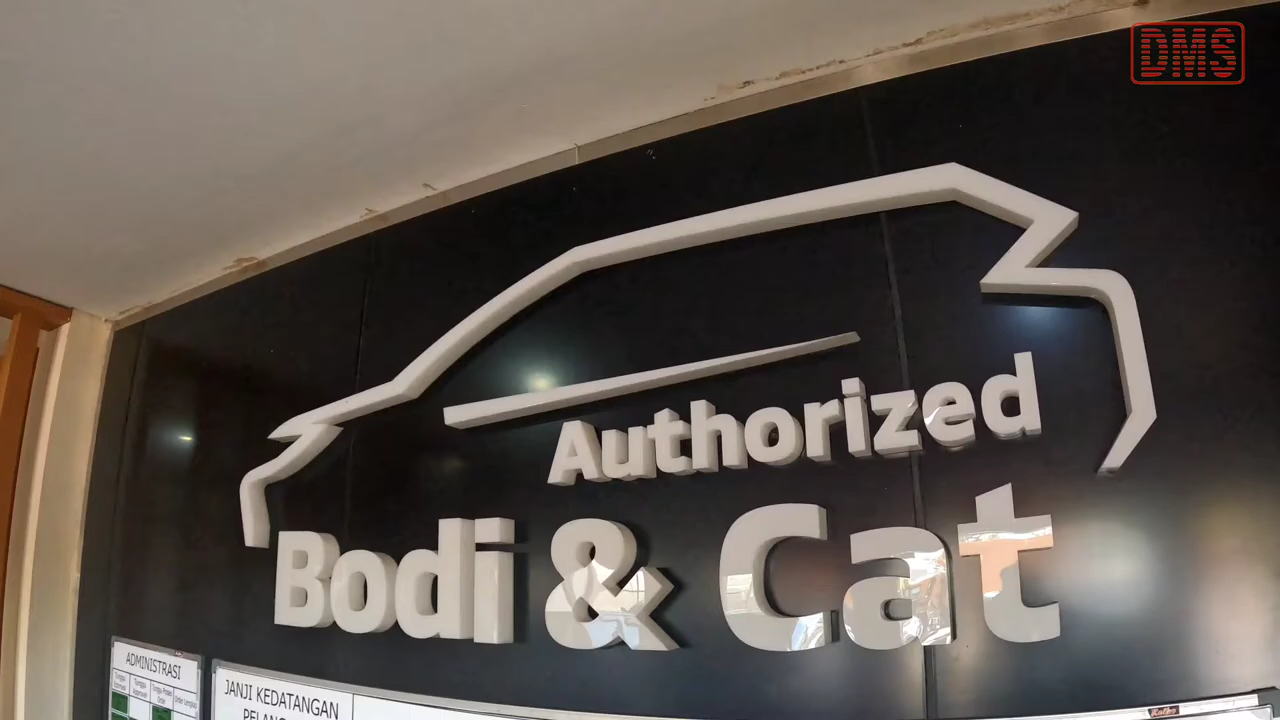 DMS
Authorized
Bodi & Cat
ADMINISTRASI
JANJI KEDATANGAN